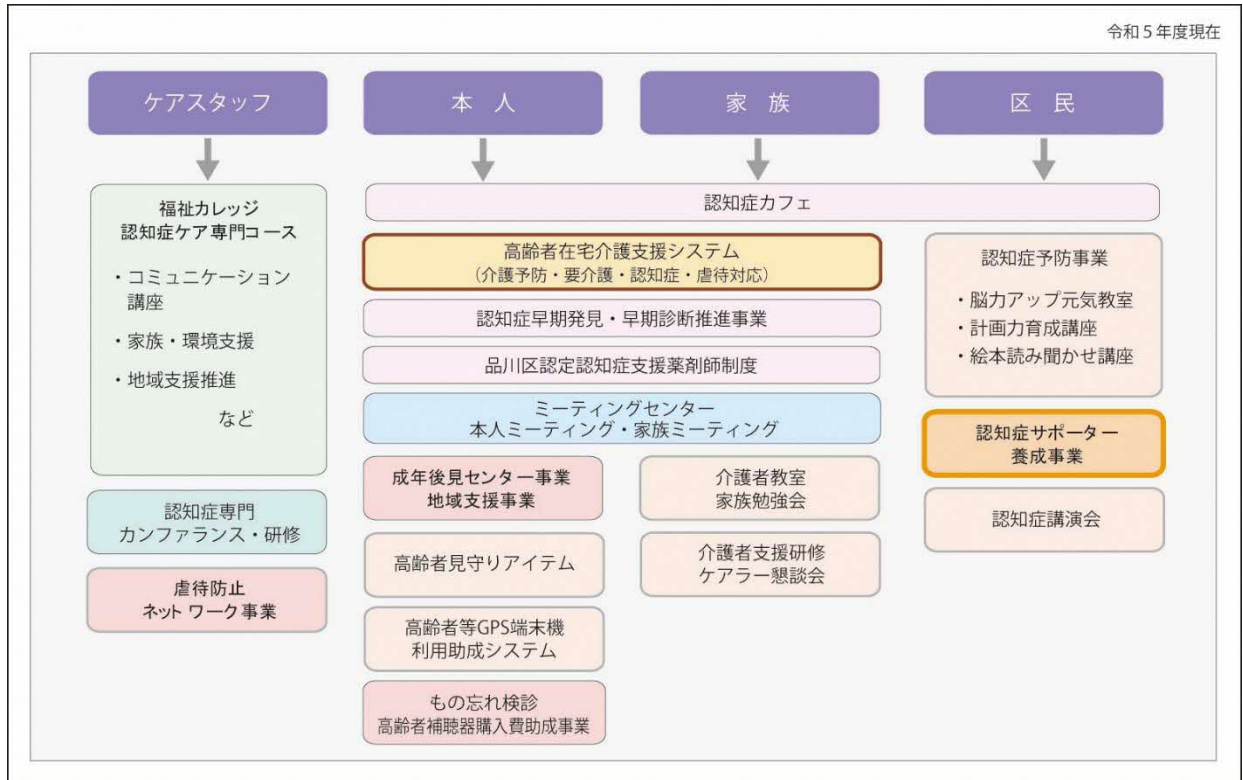 令和５年度現在
ケアスタッフ
本　人
家　族
区　民
福祉カレッジ
認知症ケア専門コース
・コミュニケーション
講座
・家族・環境支援
・地域支援推進
など
認知症専門
カンファランス・研修
虐待防止
ネットワーク事業
認知症カフェ
高齢者在宅介護支援システム
（介護予防・要介護・認知症・虐待対応）
認知症早期発見・早期診断推進事業
品川区認定認知症支援薬剤師制度
ミーティングセンター
本人ミーティング・家族ミーティング
成年後見センター事業
地域支援事業
高齢者見守りアイテム
高齢者等GPS端末機
利用助成システム
もの忘れ検診
高齢者補聴器購入費助成事業
介護者教室
家族勉強会
介護者支援研修
ケアラー懇談会
認知症予防事業
・脳力アップ元気教室
・計画力育成講座
・絵本読み聞かせ講座
認知症サポーター
養成事業
認知症講演会